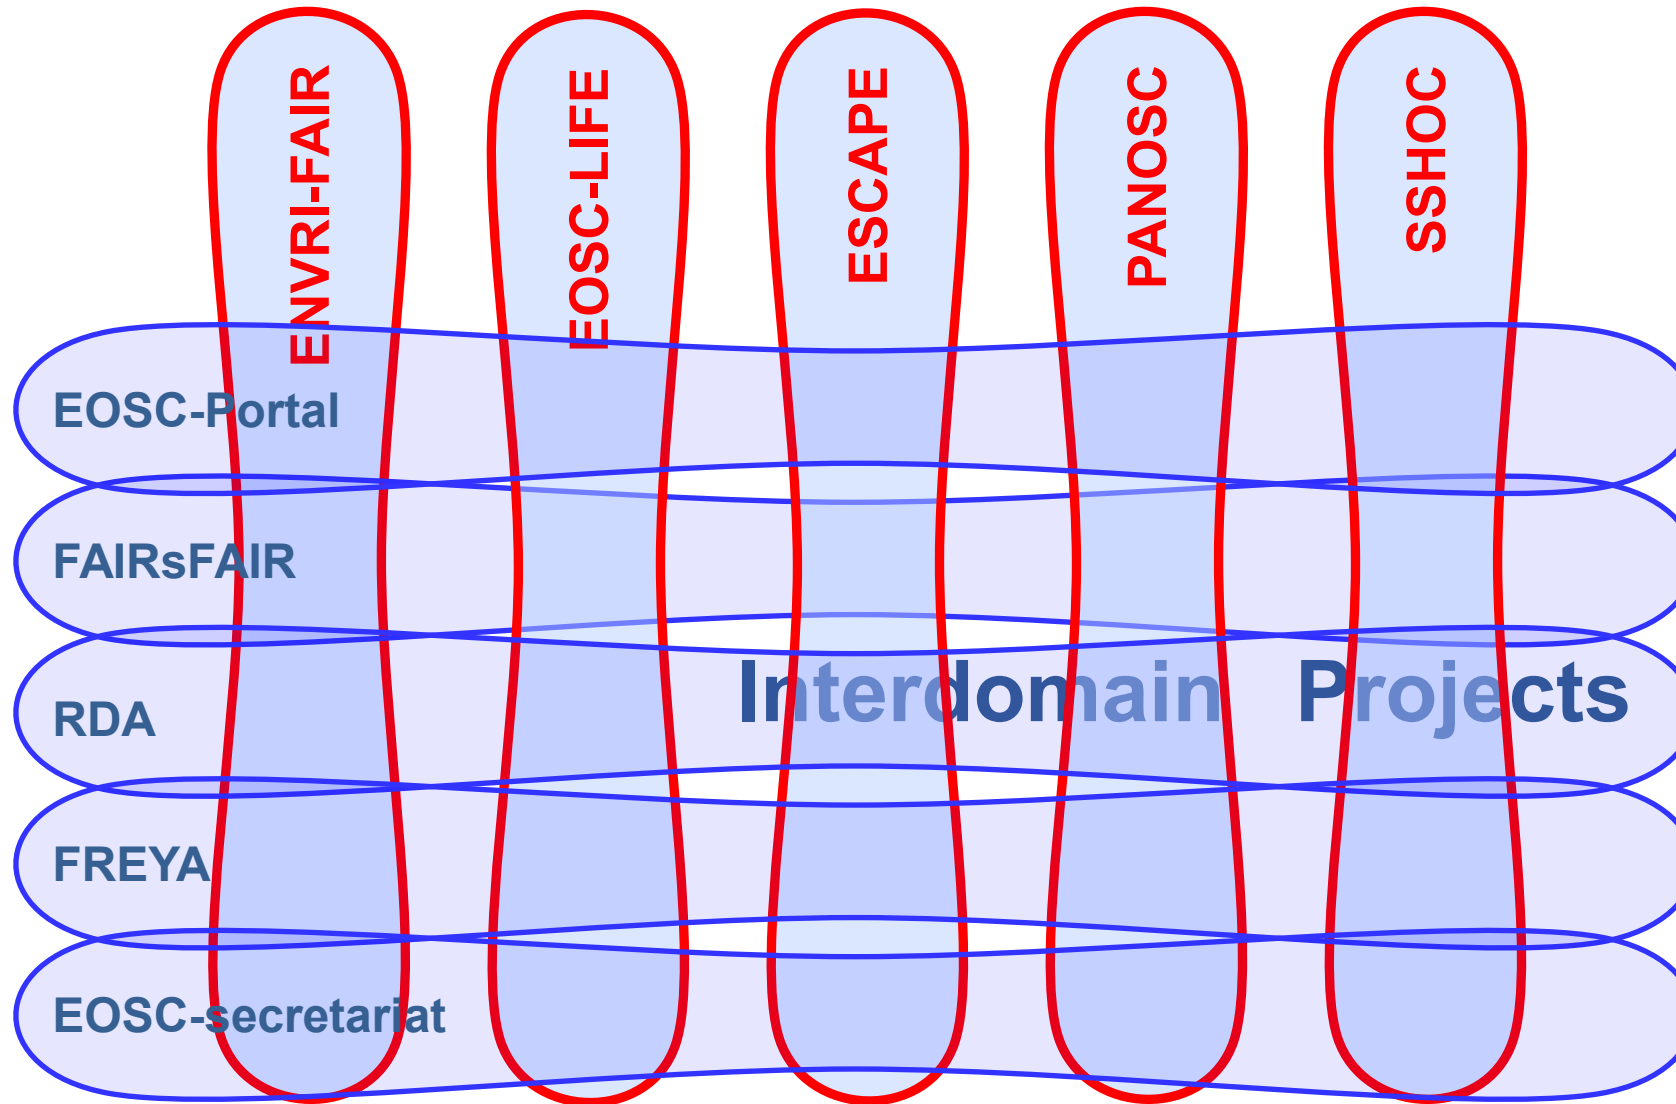 ENVRI-FAIR
EOSC-LIFE
ESCAPE
PANOSC
SSHOC
EOSC-Portal
FAIRsFAIR
RDA
Interdomain Projects
FREYA
EOSC-secretariat